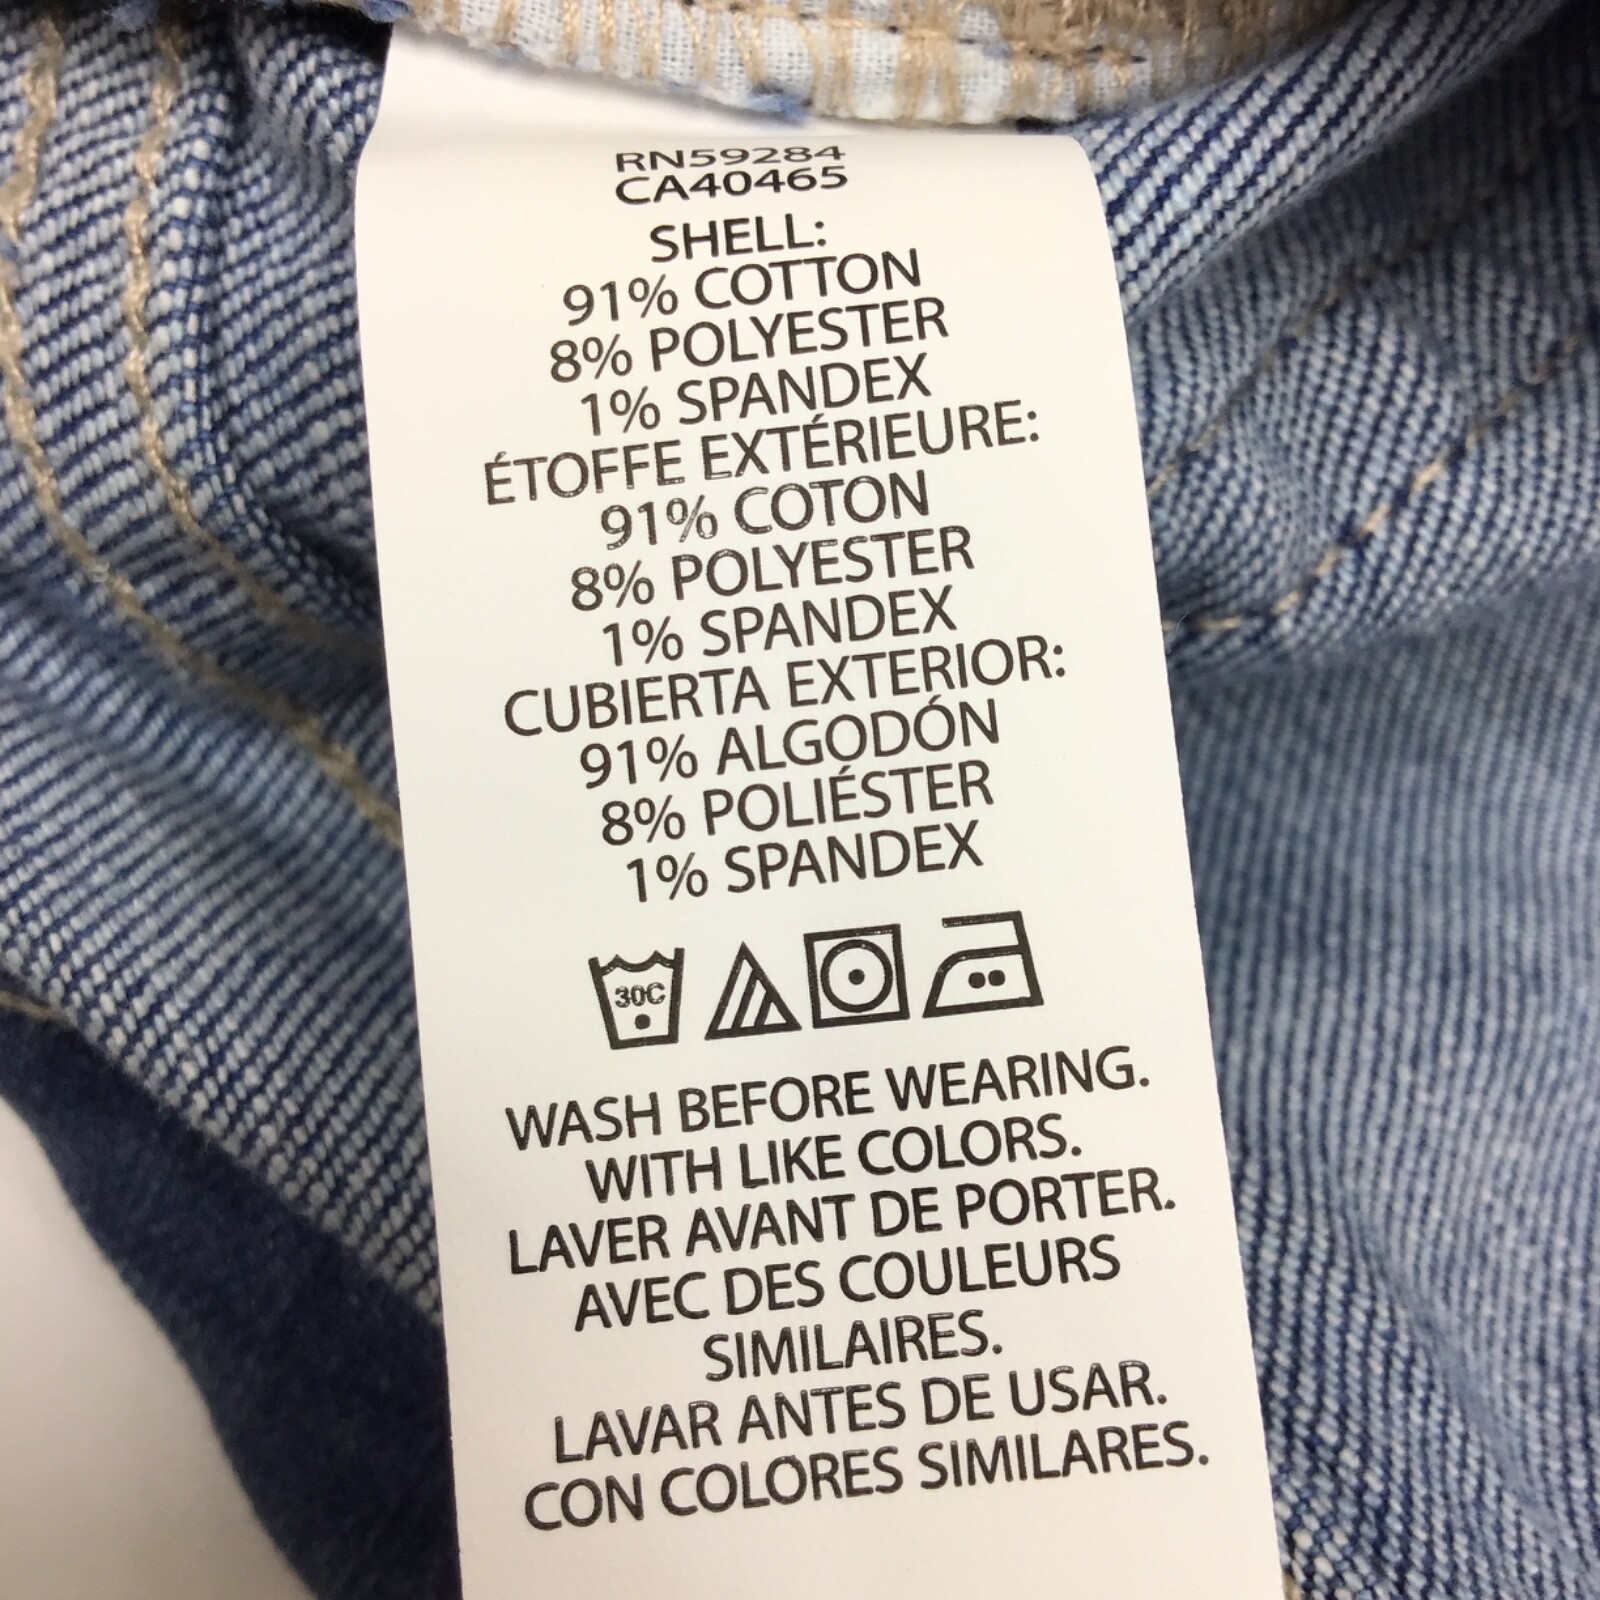 RN59284
CA40465
SHELL:
91% COTTON
8% POLYESTER
1% SPANDEX
ÉTOFFE EXTÉRIEURE:
91% COTON
8% POLYESTER
1% SPANDEX
CUBIERTA EXTERIOR:
91% ALGODÓN
8% POLIÉSTER
1% SPANDEX
30C
WASH BEFORE WEARING.
WITH LIKE COLORS.
LAVER AVANT DE PORTER.
AVEC DES COULEURS
SIMILAIRES.
LAVAR ANTES DE USAR.
CON COLORES SIMILARES.